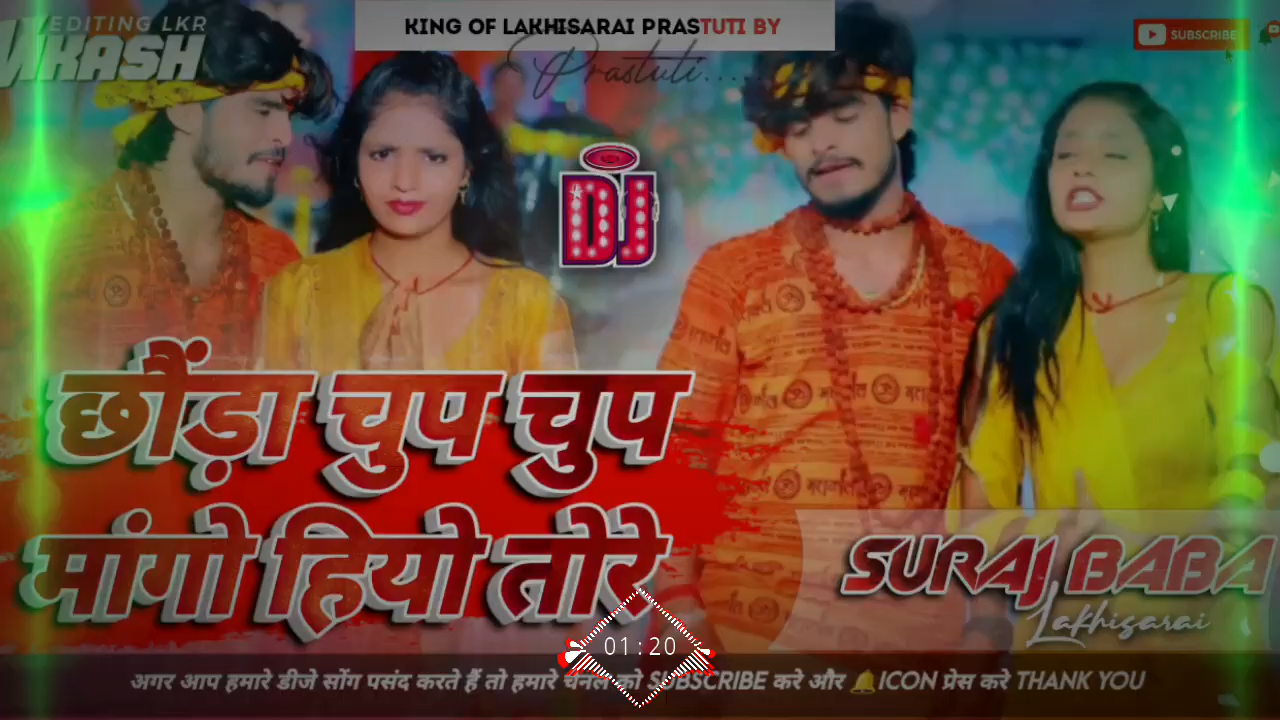 EDITING LKR
VIKASH
KING OF LAKHISARAI PRASTUTI BY
Prastuti......
SUBSCRIBE
DJ
छौंड़ा चुप चुप
मांगो हियो तोरे
SURAJ BABA
Lakhisarai
01:20
अगर आप हमारे डीजे सोंग पसंद करते हैं तो हमारे चैनल को SUBSCRIBE करे और 🔔ICON प्रेस करे THANK YOU